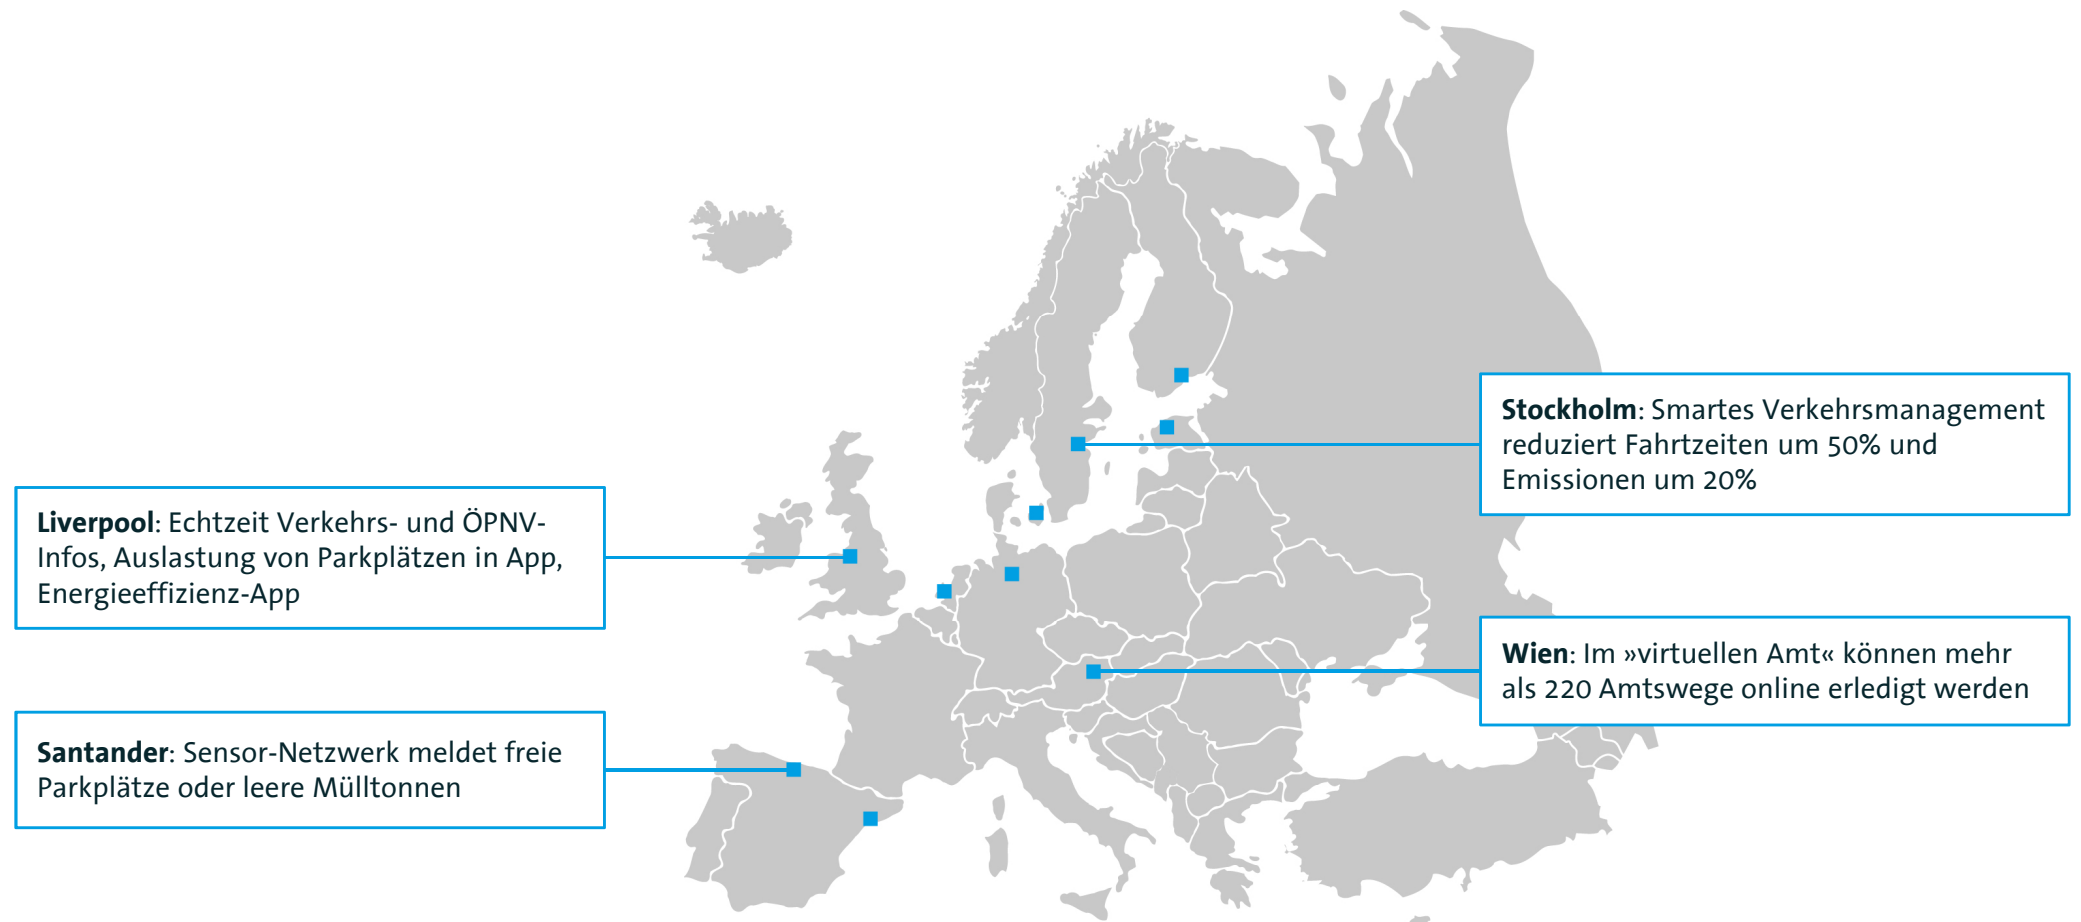 Stockholm: Smartes Verkehrsmanagement
reduziert Fahrtzeiten um 50% und
Emissionen um 20%
Liverpool: Echtzeit Verkehrs- und ÖPNV-
Infos, Auslastung von Parkplätzen in App,
Energieeffizienz-App
Wien: Im »virtuellen Amt« können mehr
als 220 Amtswege online erledigt werden
Santander: Sensor-Netzwerk meldet freie
Parkplätze oder leere Mülltonnen